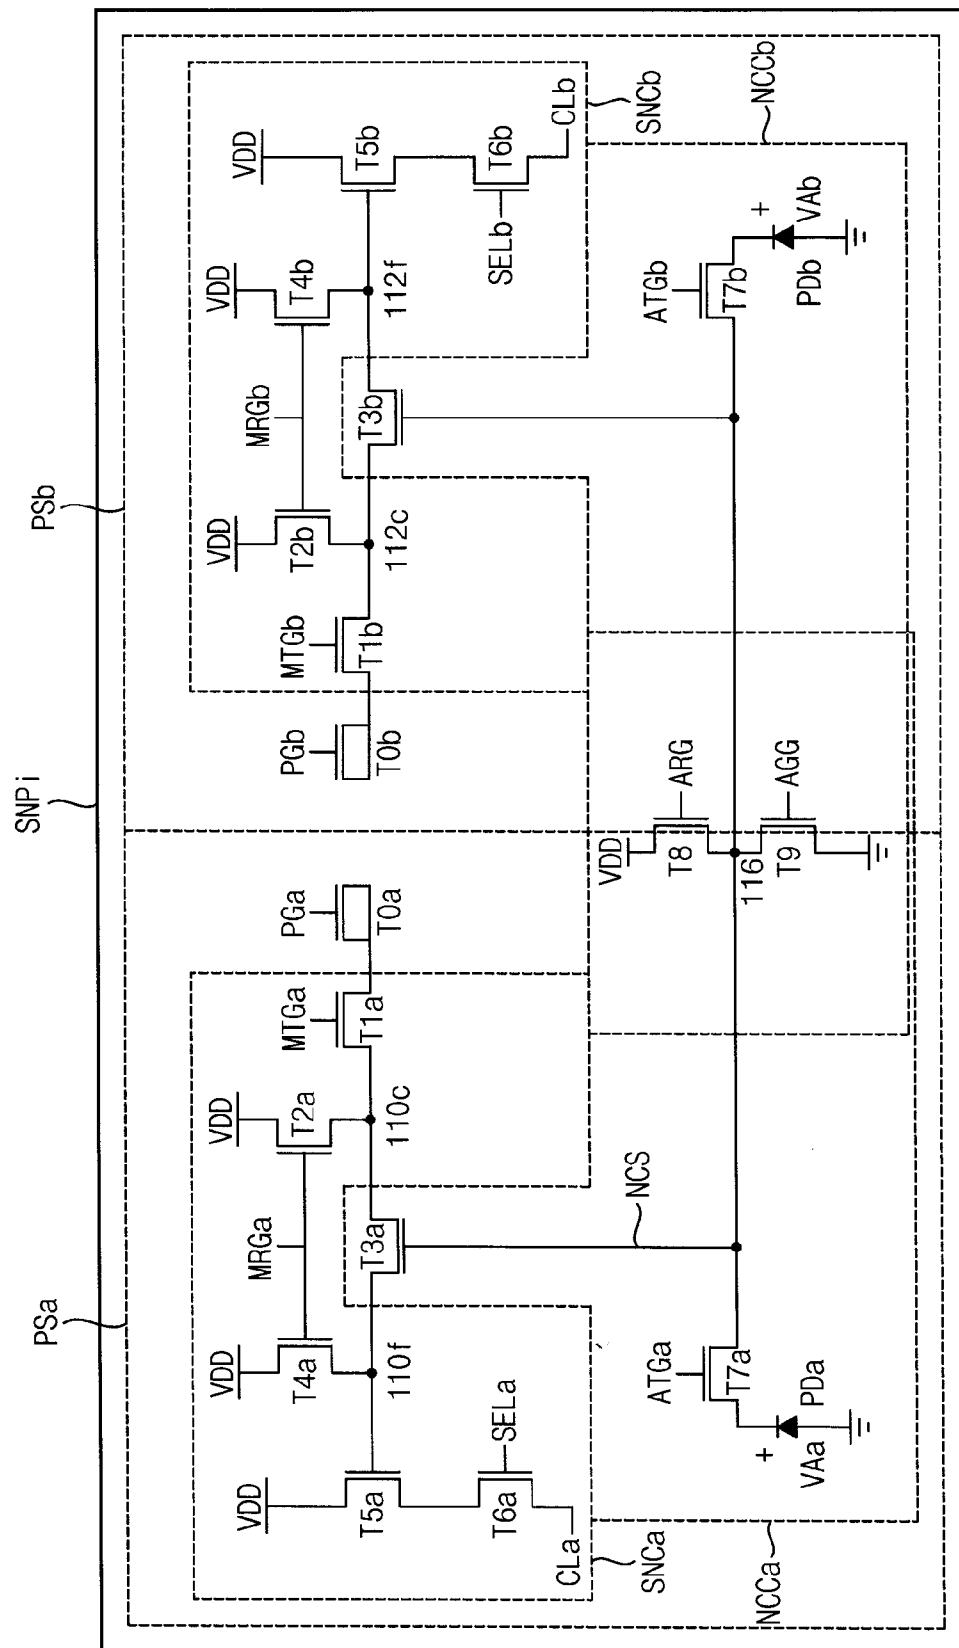 SNPi
PSa
PSb
VDD
VDD
VDD
VDD
VDD
VDD
MRGa
MTGa
PGa
PGb
MTGb
MRGb
T4a
T2a
T1a
T0a
T0b
T1b
T2b
T4b
T5a
110f
T3a
110c
112c
T3b
112f
T5b
SELa
T6a
CLa
SELb
T6b
CLb
SNCa
NCS
SNCb
NCCa
NCCb
ATGa
T7a
+
VAa
PDa
VDD
T8
ARG
116
T9
AGG
ATGb
T7b
+
PDb
VAb